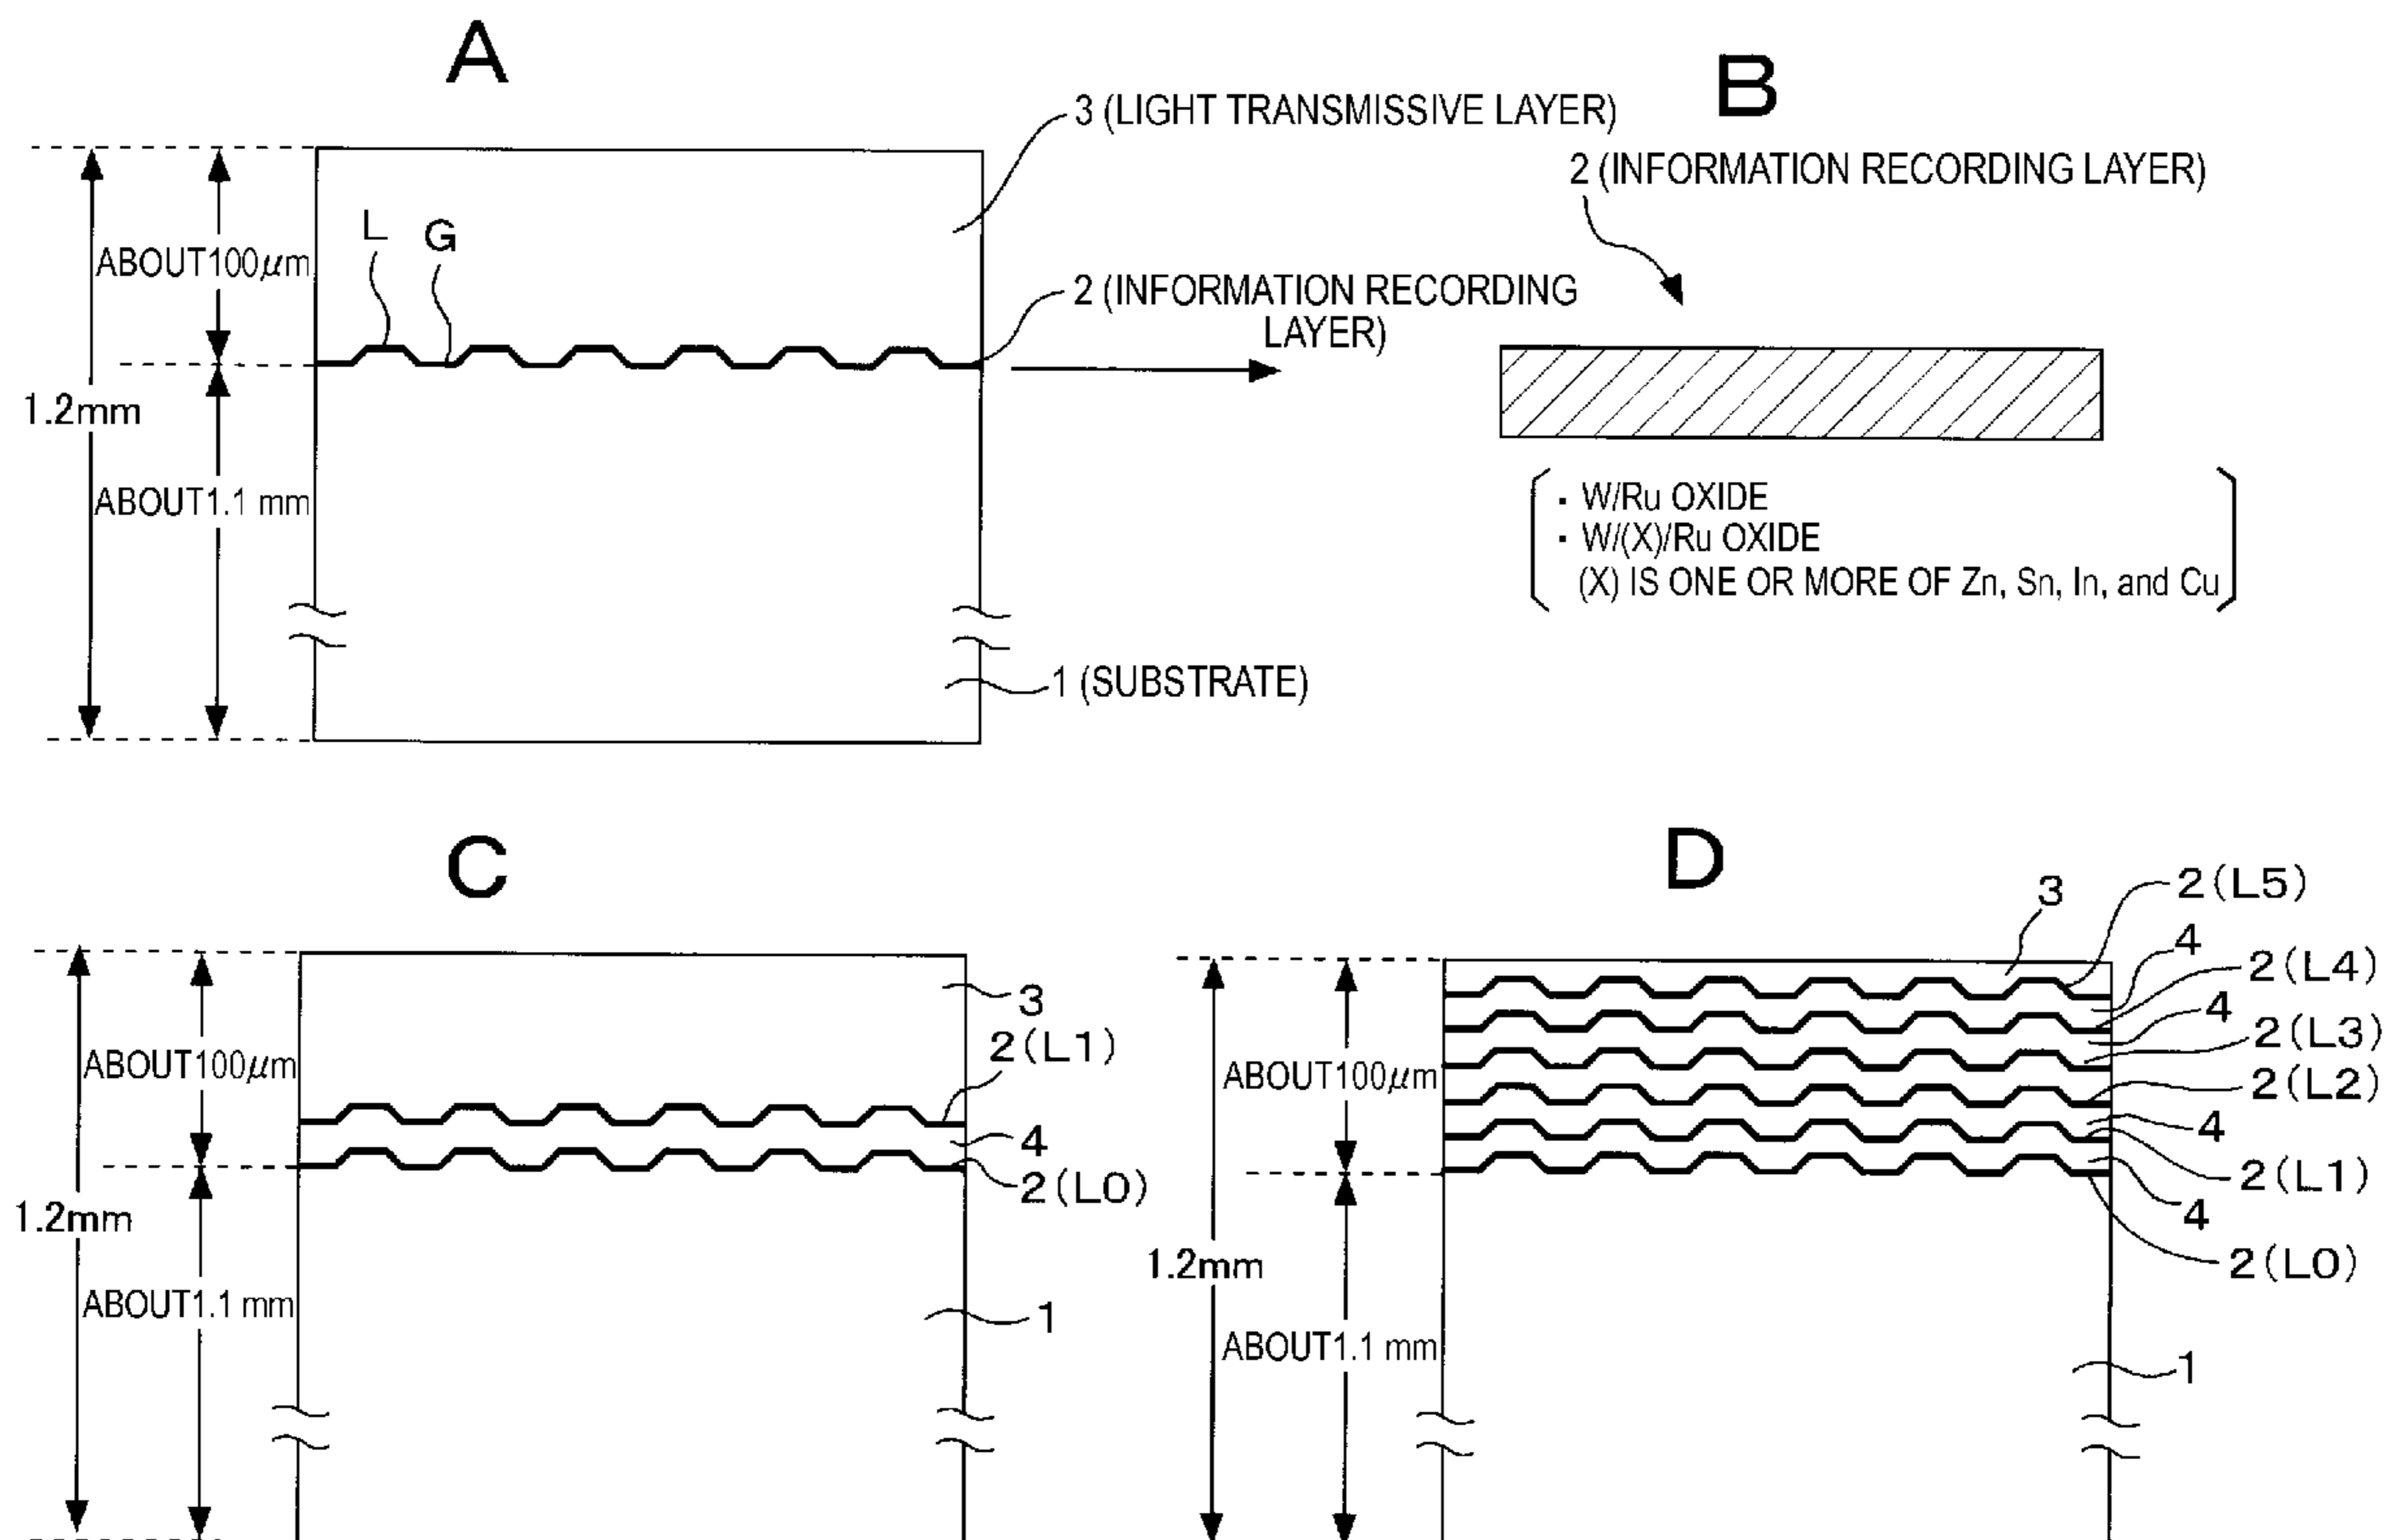 A
3 (LIGHT TRANSMISSIVE LAYER)
L
G
ABOUT100μm
2 (INFORMATION RECORDING
LAYER)
1.2mm
ABOUT1.1 mm
1 (SUBSTRATE)
B
2 (INFORMATION RECORDING LAYER)
· W/Ru OXIDE
· W/(X)/Ru OXIDE
(X) IS ONE OR MORE OF Zn, Sn, In, and Cu
C
3
2(L1)
ABOUT100μm
4
2(L0)
1.2mm
ABOUT1.1 mm
1
D
3
2(L5)
4
2(L4)
4
2(L3)
ABOUT100μm
2(L2)
4
2(L1)
4
2(L0)
1.2mm
ABOUT1.1 mm
1